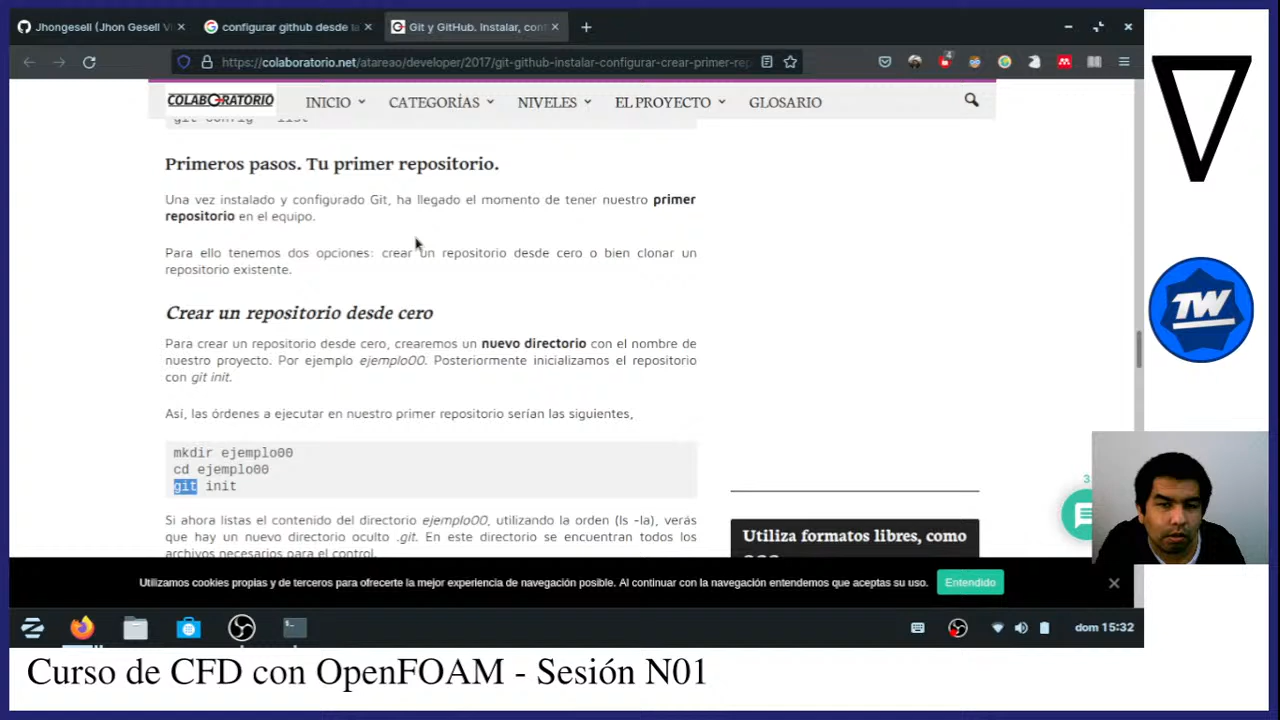 Jhongesell (Jhon Gesell Vi
configurar github desde la
Git y GitHub. Instalar, conf
https://colaboratorio.net/atareao/developer/2017/git-github-instalar-configurar-crear-primer-rep
COLABORATORIO
INICIO
CATEGORÍAS
NIVELES
EL PROYECTO
GLOSARIO
Primeros pasos. Tu primer repositorio.
Una vez instalado y configurado Git, ha llegado el momento de tener nuestro primer
repositorio en el equipo.
Para ello tenemos dos opciones: crear un repositorio desde cero o bien clonar un
repositorio existente.
Crear un repositorio desde cero
Para crear un repositorio desde cero, crearemos un nuevo directorio con el nombre de
nuestro proyecto. Por ejemplo ejemplo00. Posteriormente inicializamos el repositorio
con git init.
Así, las órdenes a ejecutar en nuestro primer repositorio serían las siguientes,
mkdir ejemplo00
cd ejemplo00
git init
Si ahora listas el contenido del directorio ejemplo00, utilizando la orden (ls -la), verás
que hay un nuevo directorio oculto .git. En este directorio se encuentran todos los
archivos necesarios para el control.
Utiliza formatos libres, como
TW
Utilizamos cookies propias y de terceros para ofrecerte la mejor experiencia de navegación posible. Al continuar con la navegación entendemos que aceptas su uso.
Entendido
dom 15:32
Curso de CFD con OpenFOAM - Sesión N01